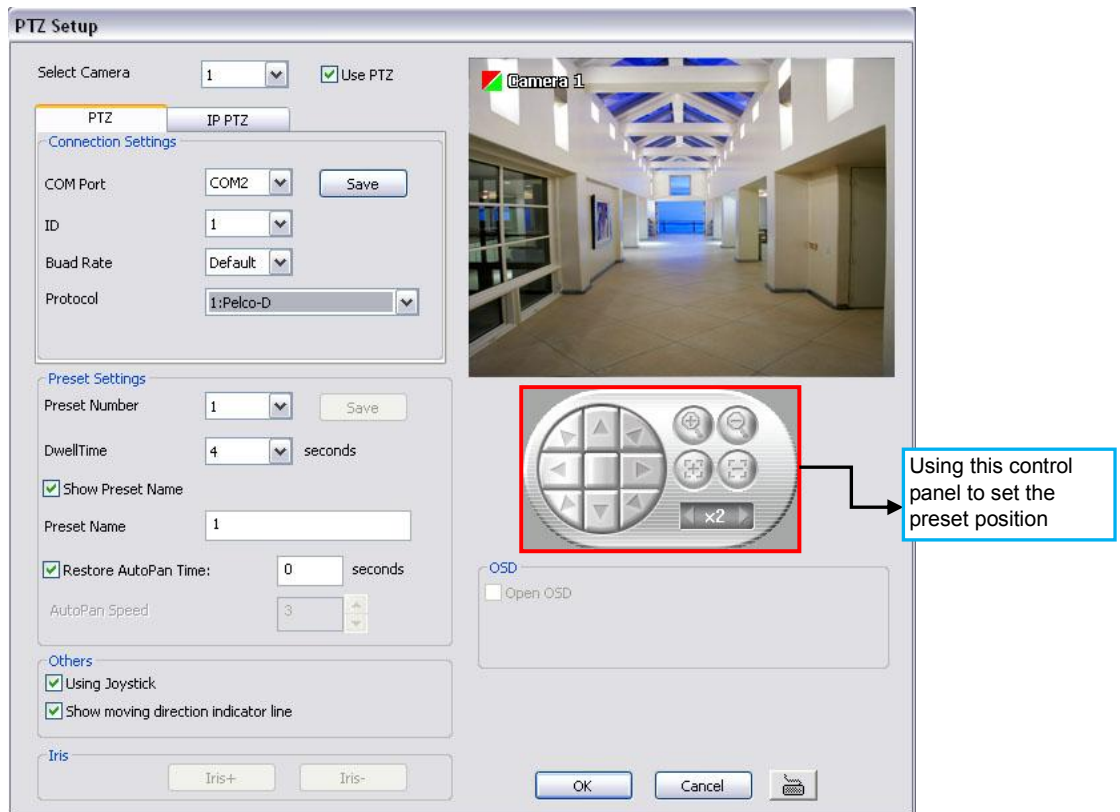 PTZ Setup
Select Camera 1 Use PTZ
PTZ IP PTZ
Connection Settings
COM Port COM2 Save
ID 1
Buad Rate Default
Protocol 1:Pelco-D
Preset Settings
Preset Number 1 Save
DwellTime 4 seconds
Show Preset Name
Preset Name 1
Restore AutoPan Time: 0 seconds
AutoPan Speed 3
Others
Using Joystick
Show moving direction indicator line
Iris
Iris+ Iris-
Camera 1
x2
Using this control
panel to set the
preset position
OSD
Open OSD
OK Cancel